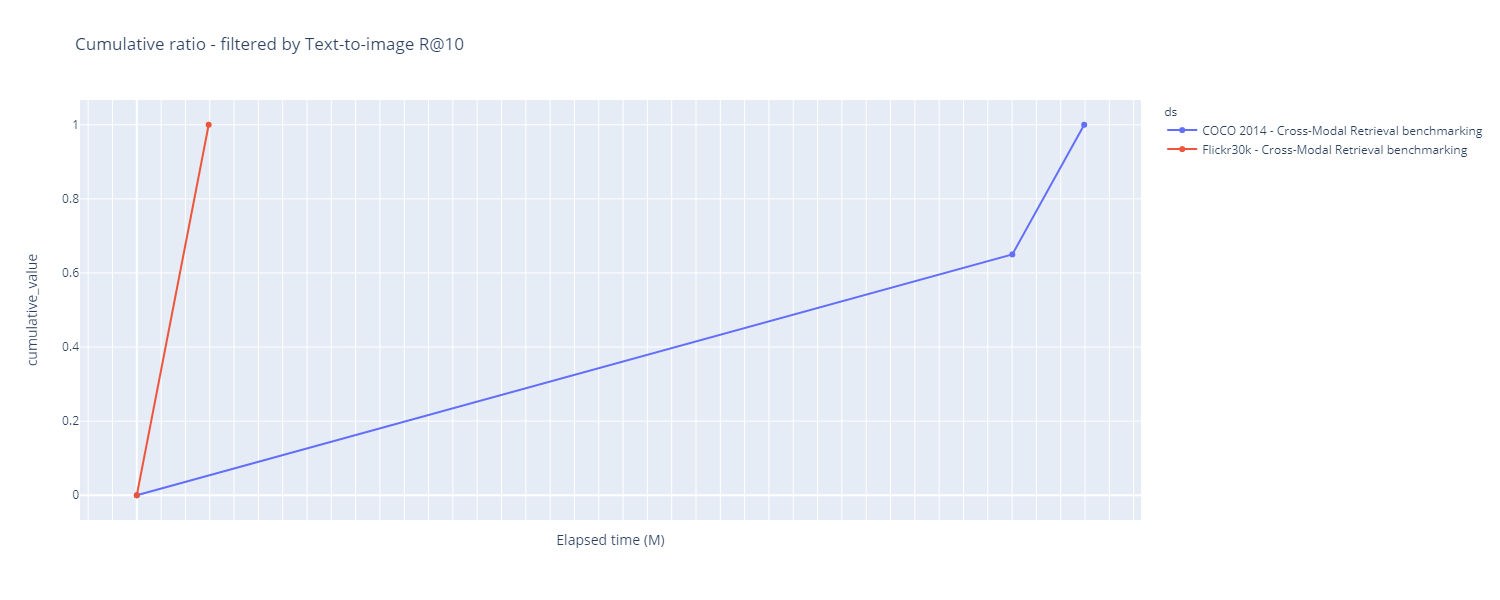 Cumulative ratio - filtered by Text-to-image R@10
ds
COCO 2014 - Cross-Modal Retrieval benchmarking
Flickr30k - Cross-Modal Retrieval benchmarking
cumulative_value
1
0.8
0.6
0.4
0.2
0
Elapsed time (M)